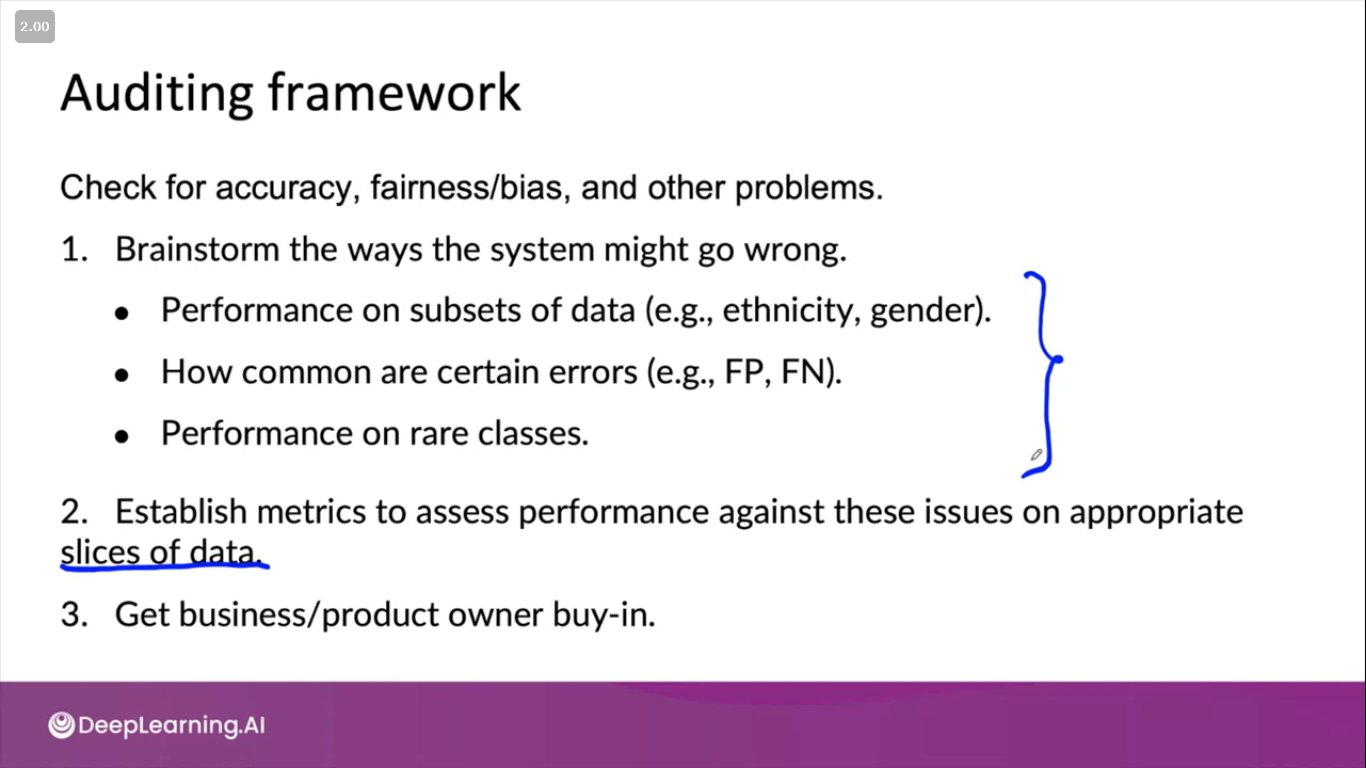 2.00
Auditing framework
Check for accuracy, fairness/bias, and other problems.
1. Brainstorm the ways the system might go wrong.
● Performance on subsets of data (e.g., ethnicity, gender).
● How common are certain errors (e.g., FP, FN).
● Performance on rare classes.
2. Establish metrics to assess performance against these issues on appropriate
slices of data.
3. Get business/product owner buy-in.
DeepLearning.AI